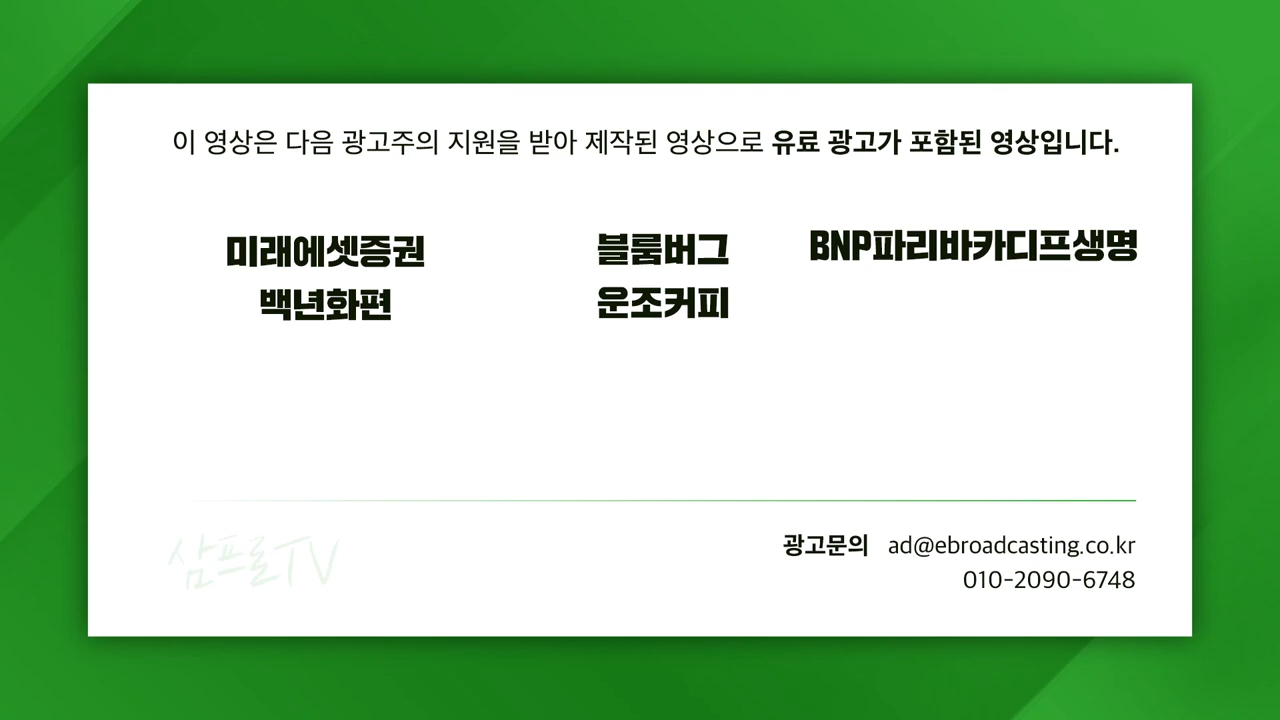 이 영상은 다음 광고주의 지원을 받아 제작된 영상으로 유료 광고가 포함된 영상입니다.
미래에셋증권 블룸버그 BNP파리바카디프생명
백년화편 운조커피
삼프로TV
광고문의 ad@ebroadcasting.co.kr
010-2090-6748